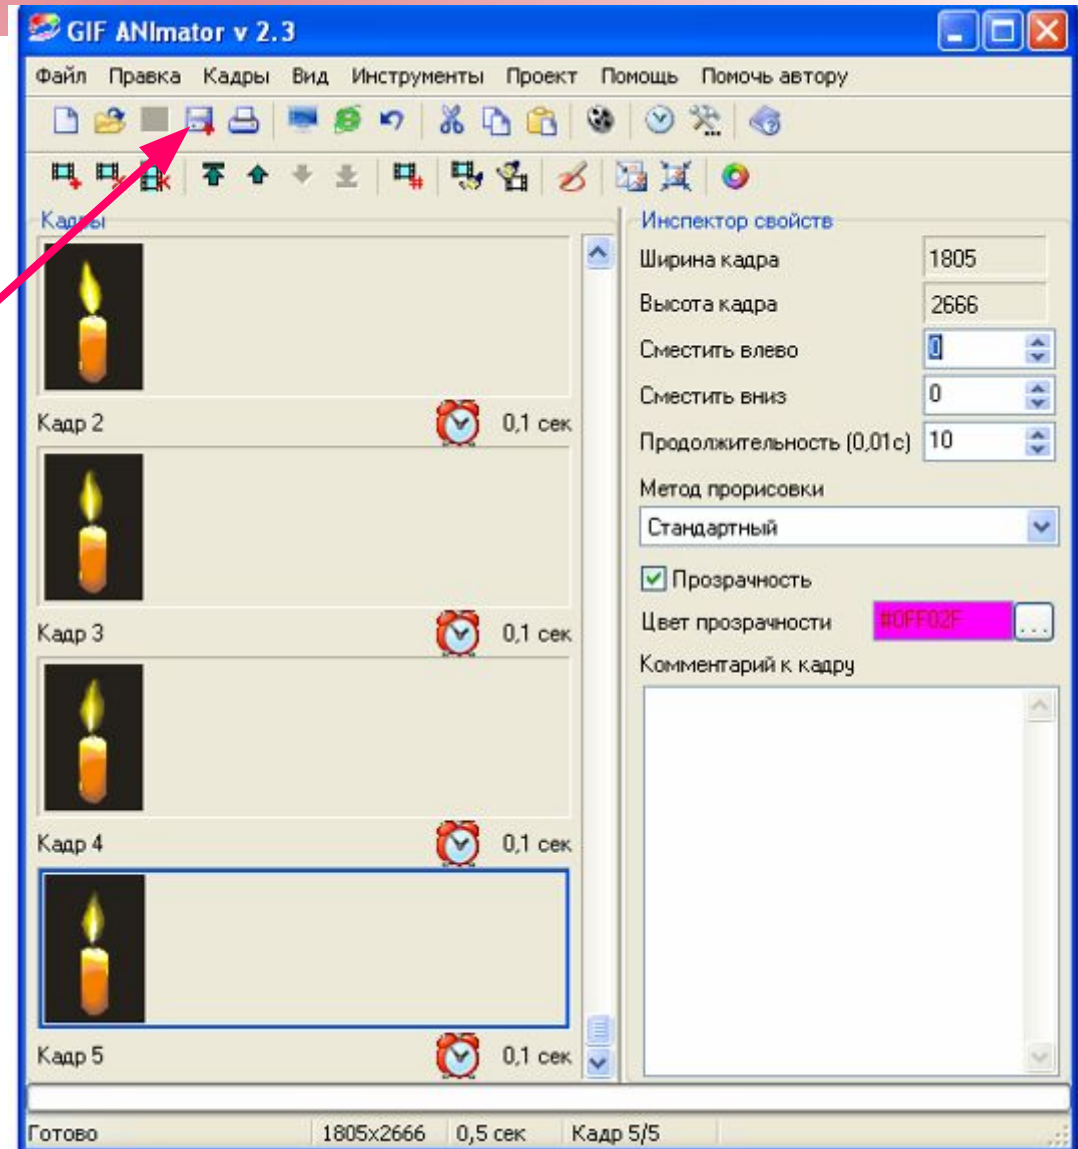 GIF ANImator v 2.3
Файл Правка Кадры Вид Инструменты Проект Помощь Помочь автору
Кадры
Кадр 2 0,1 сек
Кадр 3 0,1 сек
Кадр 4 0,1 сек
Кадр 5 0,1 сек
Инспектор свойств
Ширина кадра 1805
Высота кадра 2666
Сместить влево 0
Сместить вниз 0
Продолжительность (0,01с) 10
Метод прорисовки
Стандартный
Прозрачность
Цвет прозрачности #0FF02F ...
Комментарий к кадру
Готово 1805x2666 0,5 сек Кадр 5/5